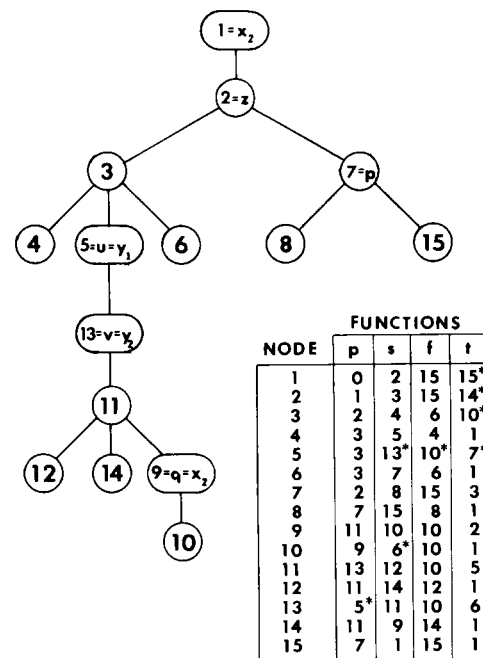 1=x₂
2=z
3
7=p
4
5=u=y₁
6
8
15
13=v=y₂
11
12
14
9=q=x₂
10
FUNCTIONS
NODE p s f t
1 0 2 15 15*
2 1 3 15 14*
3 2 4 6 10*
4 3 5 4 1
5 3 13* 10* 7*
6 3 7 6 1
7 2 8 15 3
8 7 15 8 1
9 11 10 10 2
10 9 6* 10 1
11 13 12 10 5
12 11 14 12 1
13 5* 11 10 6
14 11 9 14 1
15 7 1 15 1